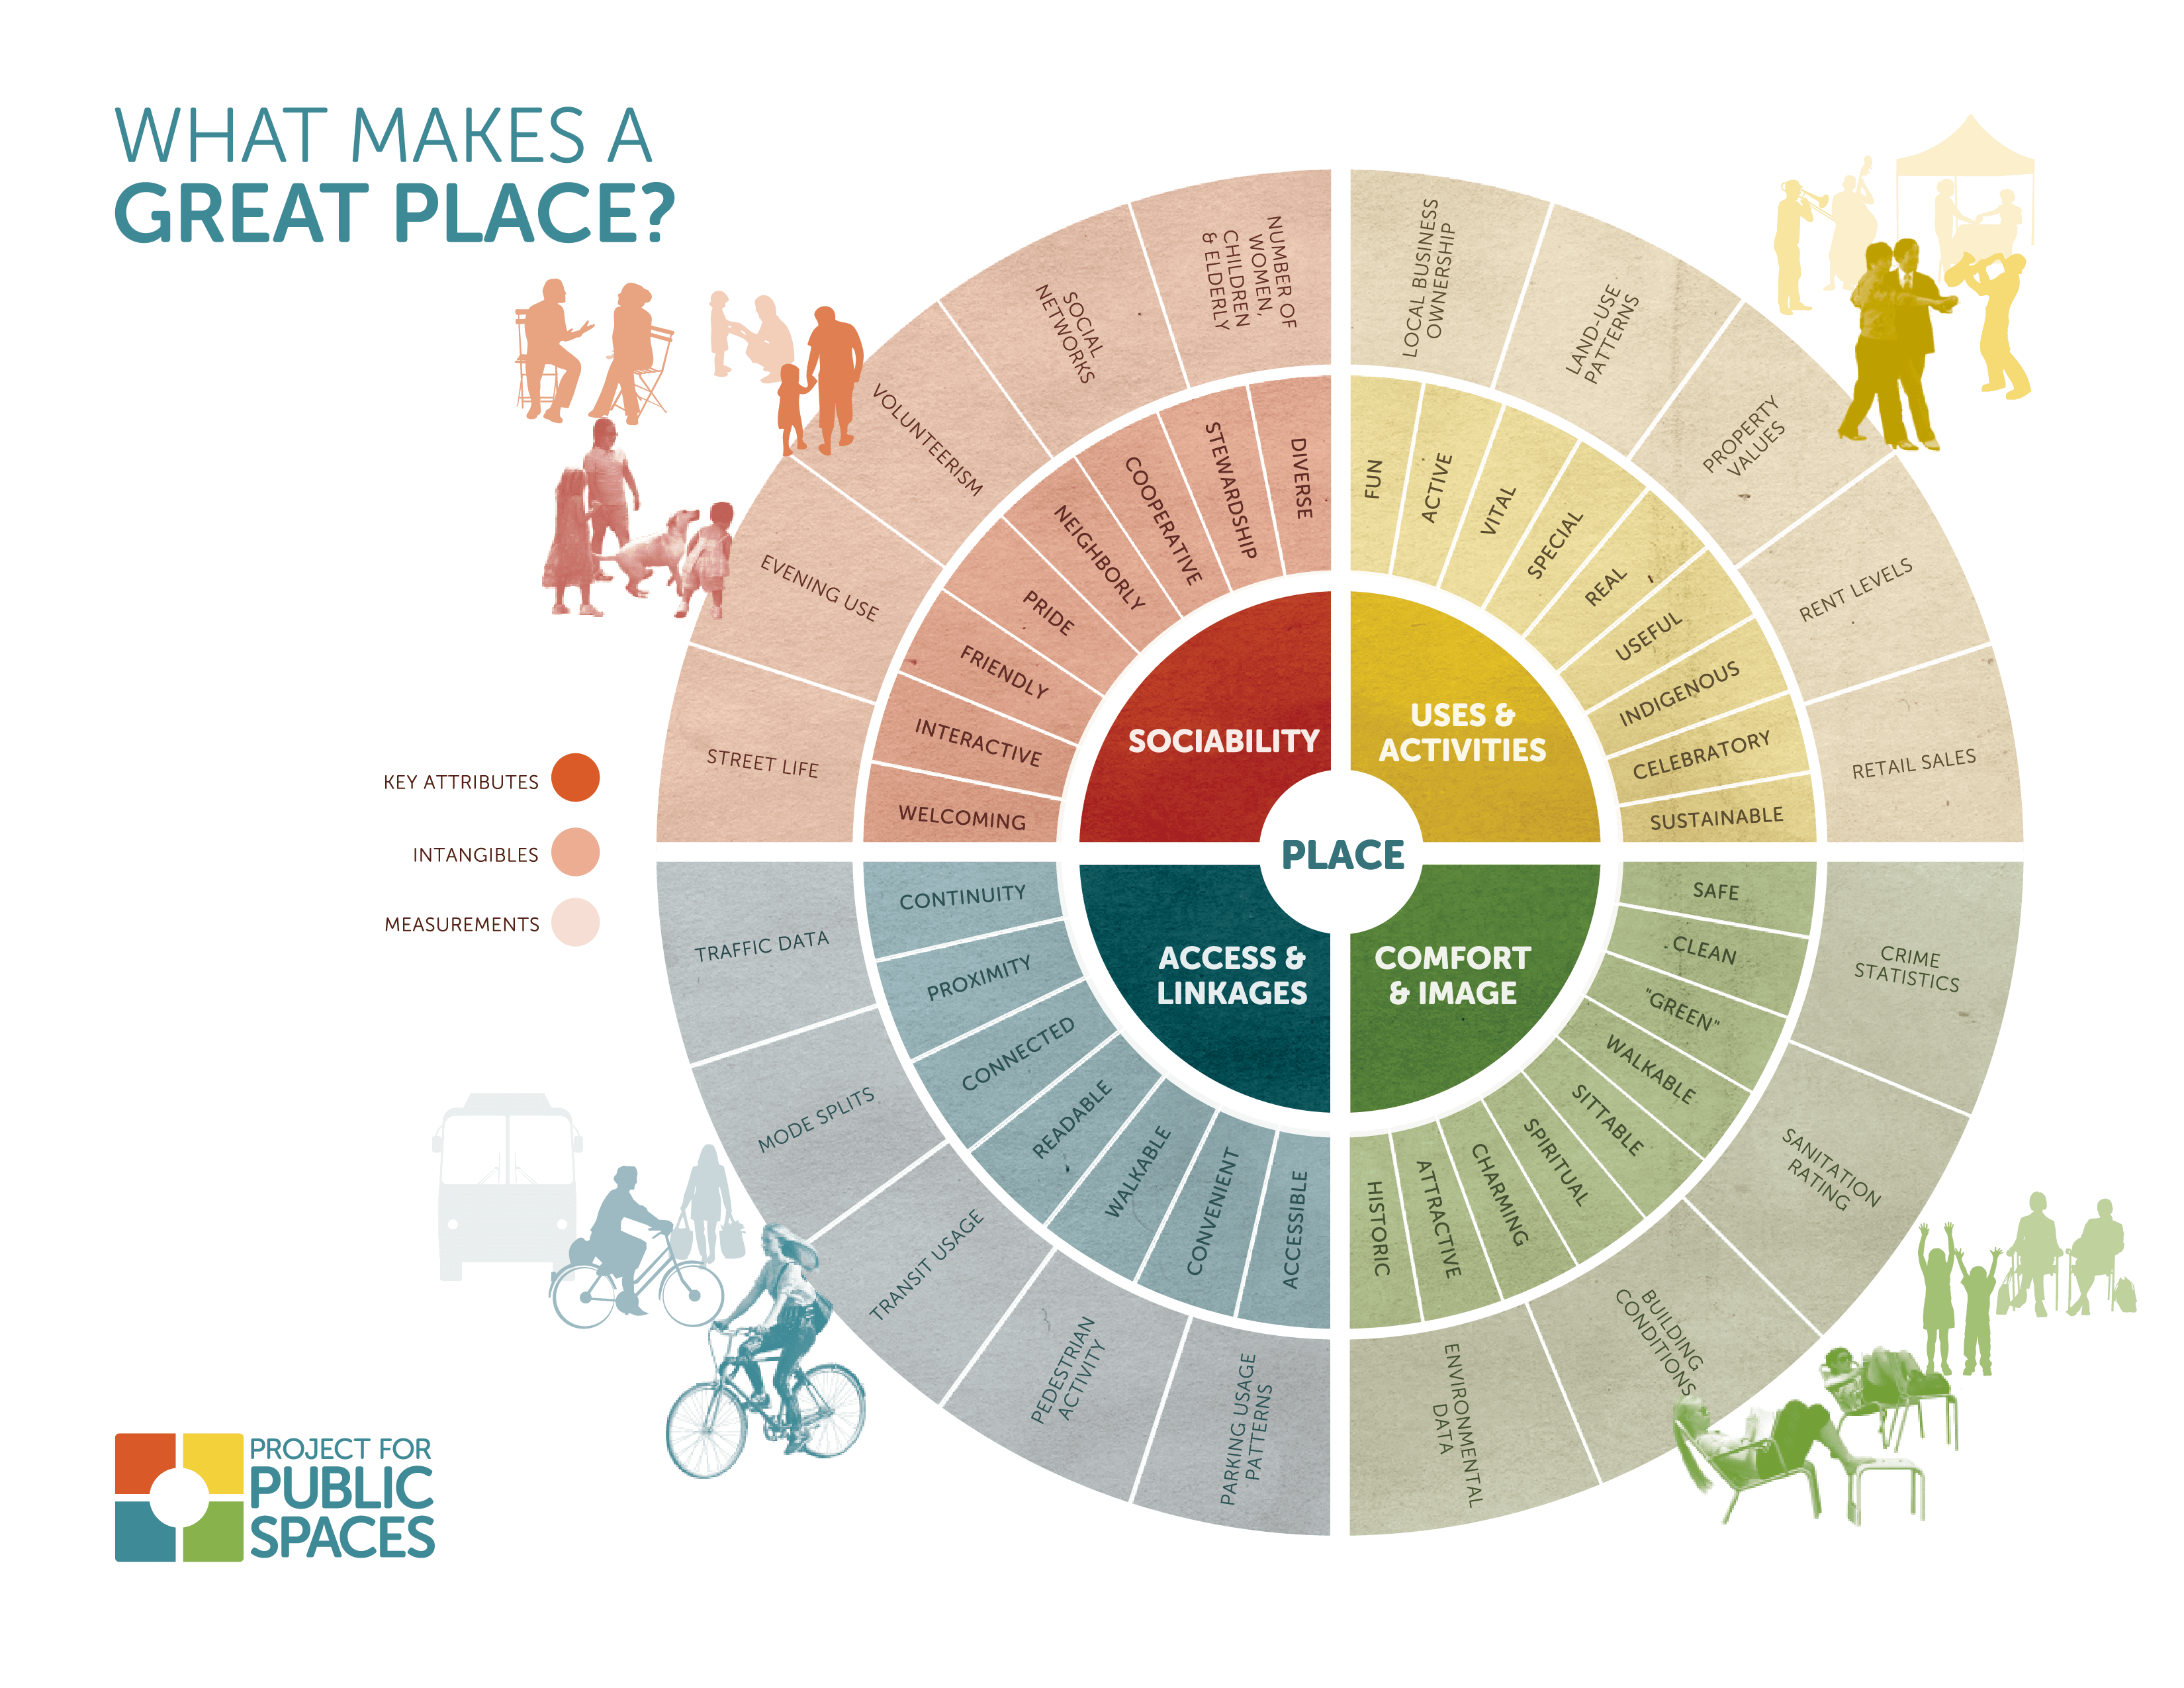 WHAT MAKES A
GREAT PLACE?
KEY ATTRIBUTES
INTANGIBLES
MEASUREMENTS
PLACE
SOCIABILITY
USES &
ACTIVITIES
ACCESS &
LINKAGES
COMFORT
& IMAGE
WELCOMING
INTERACTIVE
FRIENDLY
PRIDE
NEIGHBORLY
COOPERATIVE
STEWARDSHIP
DIVERSE
STREET LIFE
EVENING USE
VOLUNTEERISM
SOCIAL
NETWORKS
NUMBER OF
WOMEN,
CHILDREN
& ELDERLY
FUN
ACTIVE
VITAL
SPECIAL
REAL
USEFUL
INDIGENOUS
CELEBRATORY
SUSTAINABLE
LOCAL BUSINESS
OWNERSHIP
LAND-USE
PATTERNS
PROPERTY
VALUES
RENT LEVELS
RETAIL SALES
SAFE
CLEAN
"GREEN"
WALKABLE
SITTABLE
SPIRITUAL
CHARMING
ATTRACTIVE
HISTORIC
CRIME
STATISTICS
SANITATION
RATING
BUILDING
CONDITIONS
ENVIRONMENTAL
DATA
CONTINUITY
PROXIMITY
CONNECTED
READABLE
WALKABLE
CONVENIENT
ACCESSIBLE
TRAFFIC DATA
MODE SPLITS
TRANSIT USAGE
PEDESTRIAN
ACTIVITY
PARKING USAGE
PATTERNS
PROJECT FOR
PUBLIC
SPACES